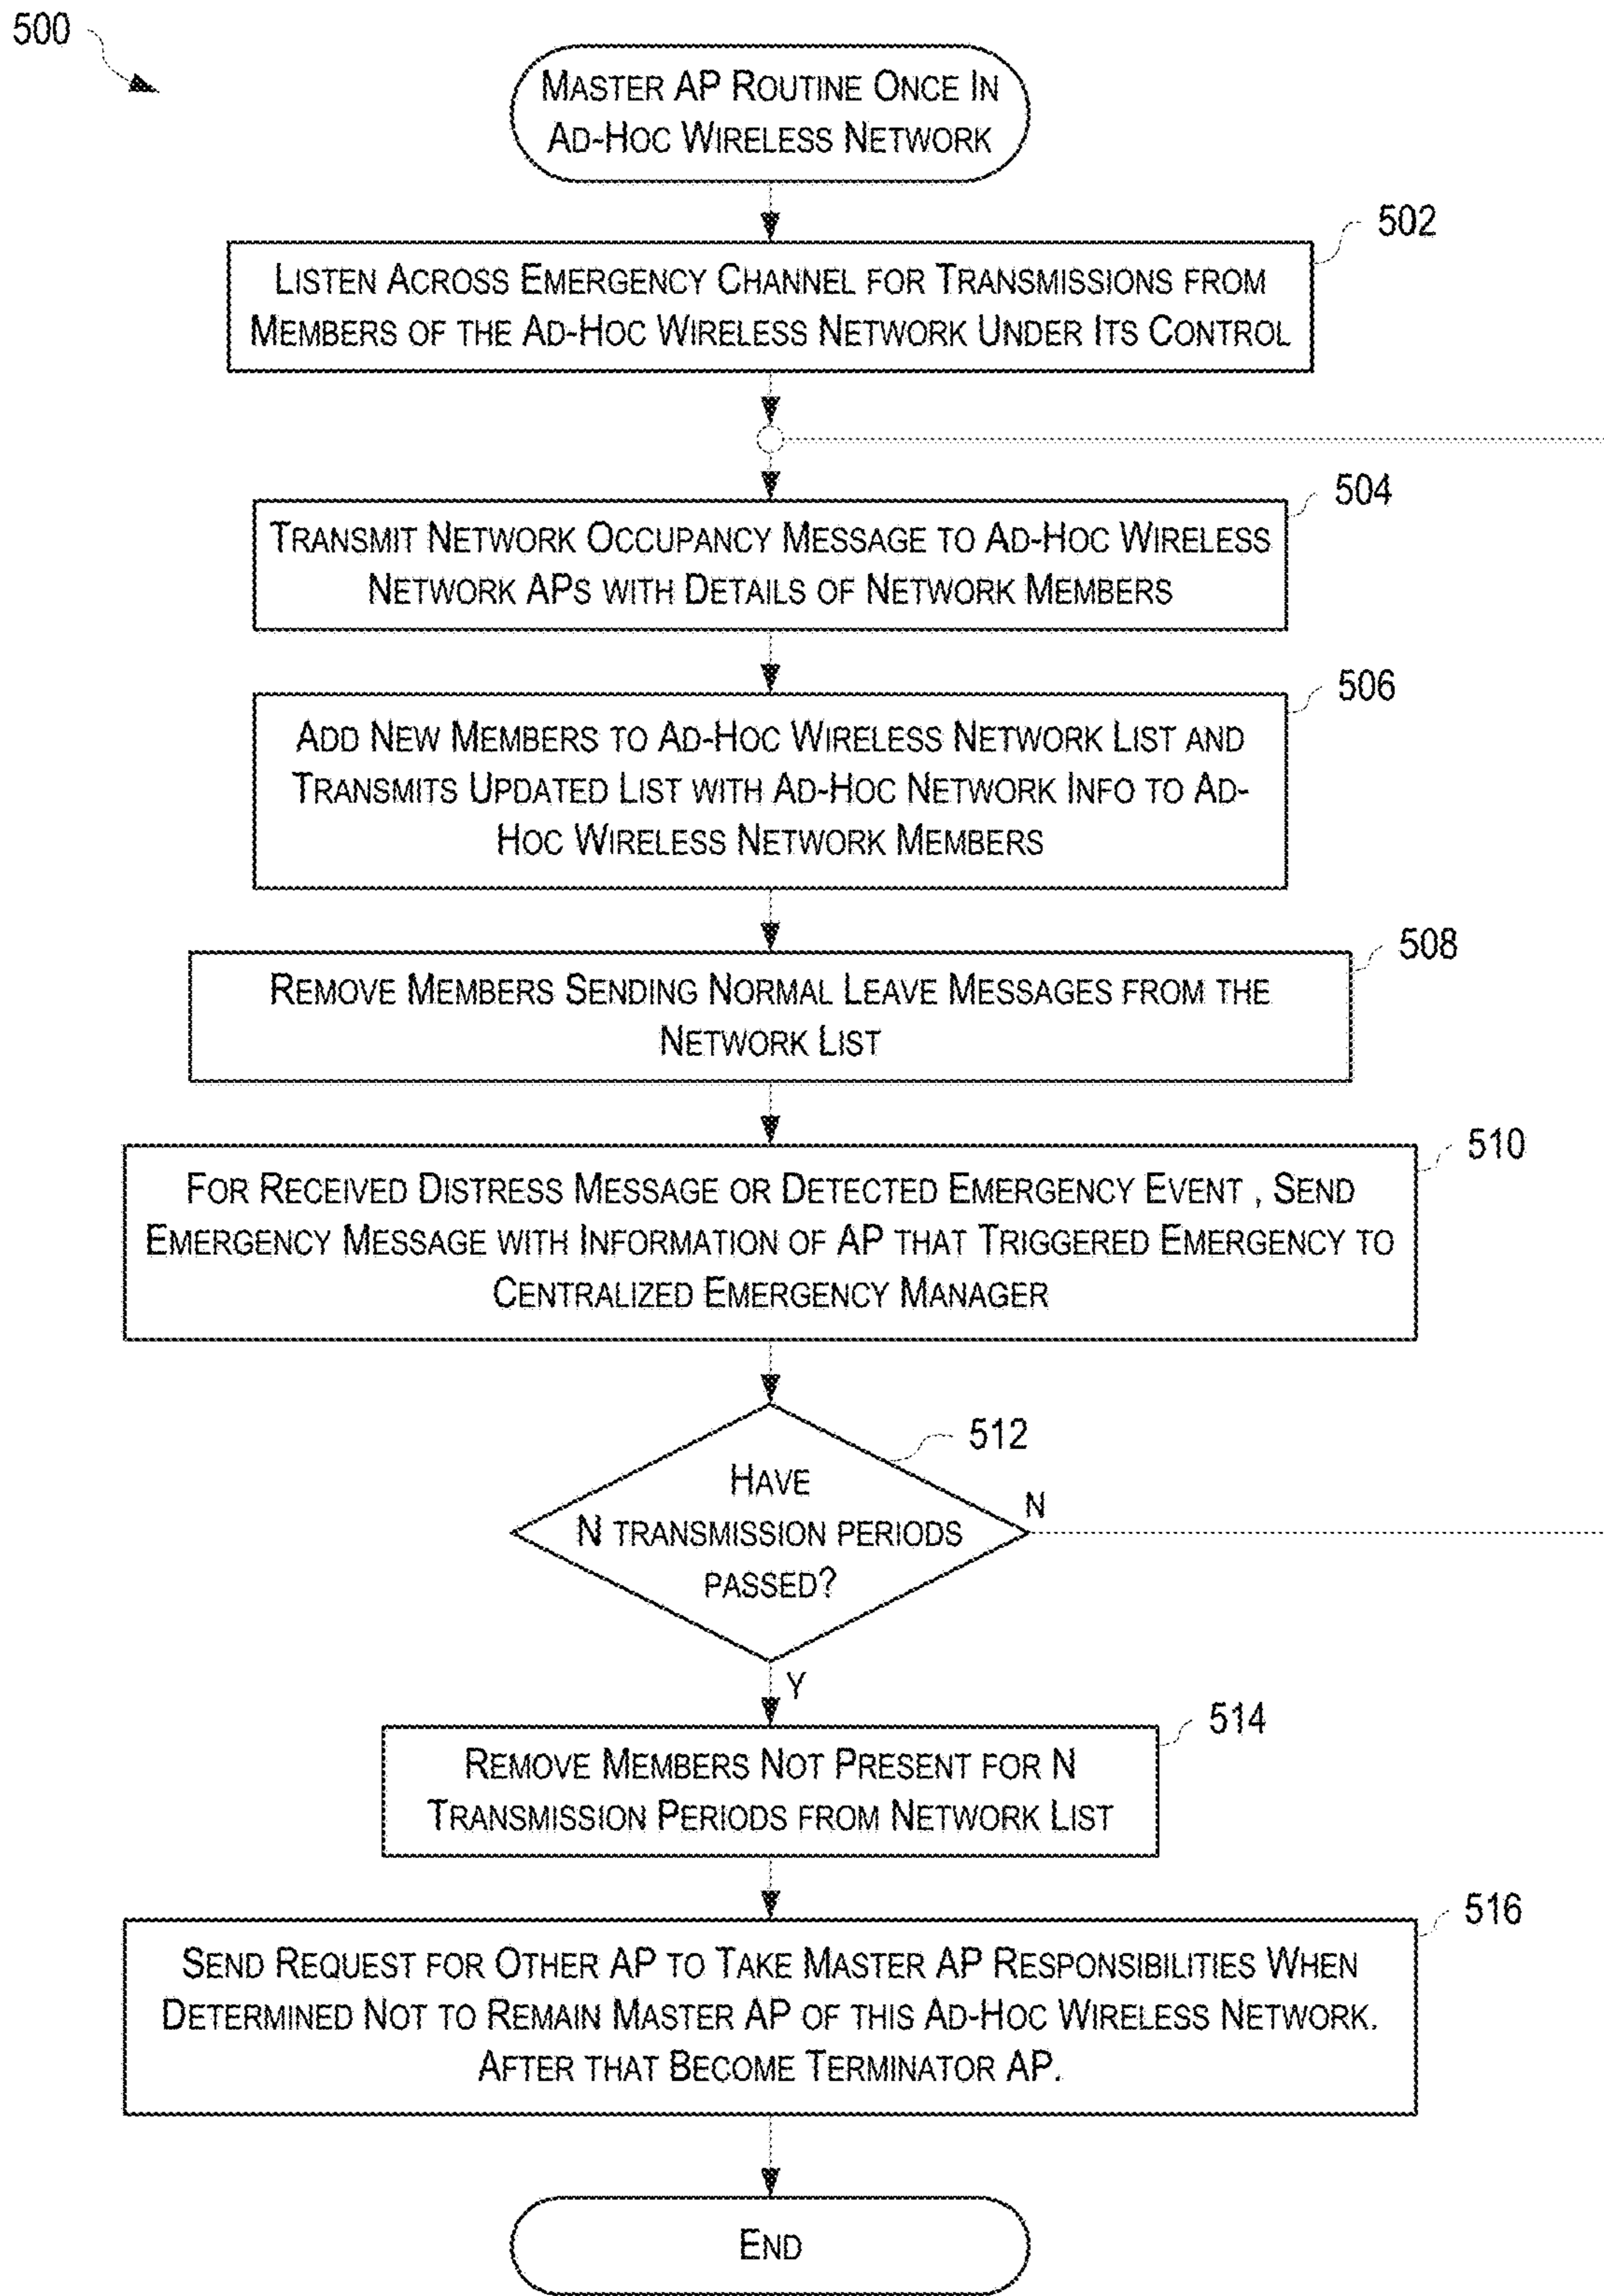 500
MASTER AP ROUTINE ONCE IN
AD-HOC WIRELESS NETWORK
502
LISTEN ACROSS EMERGENCY CHANNEL FOR TRANSMISSIONS FROM
MEMBERS OF THE AD-HOC WIRELESS NETWORK UNDER ITS CONTROL
504
TRANSMIT NETWORK OCCUPANCY MESSAGE TO AD-HOC WIRELESS
NETWORK APS WITH DETAILS OF NETWORK MEMBERS
506
ADD NEW MEMBERS TO AD-HOC WIRELESS NETWORK LIST AND
TRANSMITS UPDATED LIST WITH AD-HOC NETWORK INFO TO AD-
HOC WIRELESS NETWORK MEMBERS
508
REMOVE MEMBERS SENDING NORMAL LEAVE MESSAGES FROM THE
NETWORK LIST
510
FOR RECEIVED DISTRESS MESSAGE OR DETECTED EMERGENCY EVENT , SEND
EMERGENCY MESSAGE WITH INFORMATION OF AP THAT TRIGGERED EMERGENCY TO
CENTRALIZED EMERGENCY MANAGER
512
HAVE
N TRANSMISSION PERIODS
PASSED?
N
Y
514
REMOVE MEMBERS NOT PRESENT FOR N
TRANSMISSION PERIODS FROM NETWORK LIST
516
SEND REQUEST FOR OTHER AP TO TAKE MASTER AP RESPONSIBILITIES WHEN
DETERMINED NOT TO REMAIN MASTER AP OF THIS AD-HOC WIRELESS NETWORK.
AFTER THAT BECOME TERMINATOR AP.
END